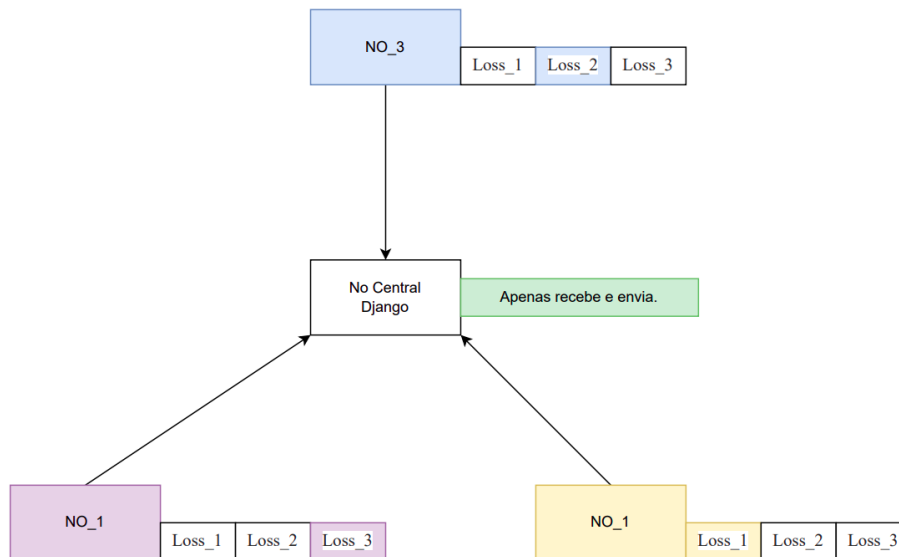 NO_3
Loss_1
Loss_2
Loss_3
No Central
Django
Apenas recebe e envia.
NO_1
Loss_1
Loss_2
Loss_3
NO_1
Loss_1
Loss_2
Loss_3